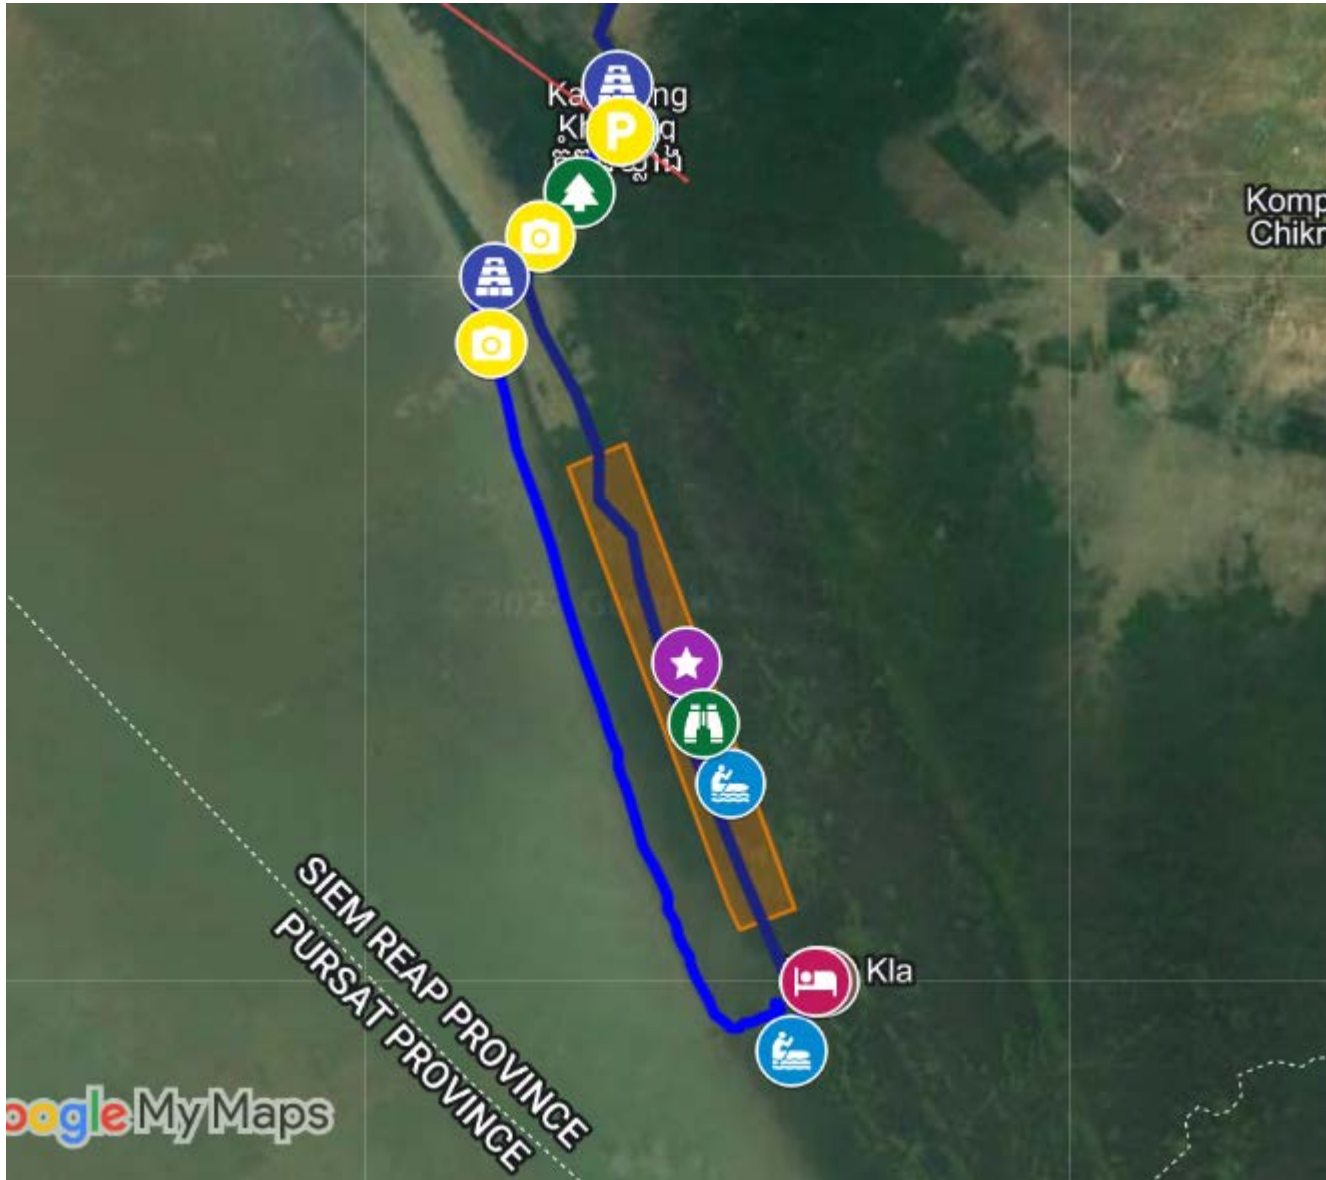 P
Komp
Chikr
Kla
SIEM REAP PROVINCE
PURSAT PROVINCE
oogle My Maps